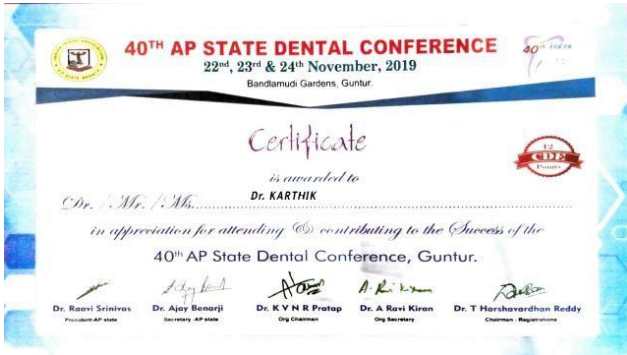 40TH AP STATE DENTAL CONFERENCE
22nd, 23rd & 24th November, 2019
Bandlamudi Gardens, Guntur.
Certificate
12
CDE
Points
is awarded to
Dr. / Mr. / Ms. Dr. KARTHIK
in appreciation for attending & contributing to the Success of the
40th AP State Dental Conference, Guntur.
Dr. Raavi Srinivas Dr. Ajay Benarji Dr. K V N R Pratap Dr. A Ravi Kiran Dr. T Harshavardhan Reddy
President-AP state Secretary -AP state Org Chairman Org Secretary Chairman - Registrations